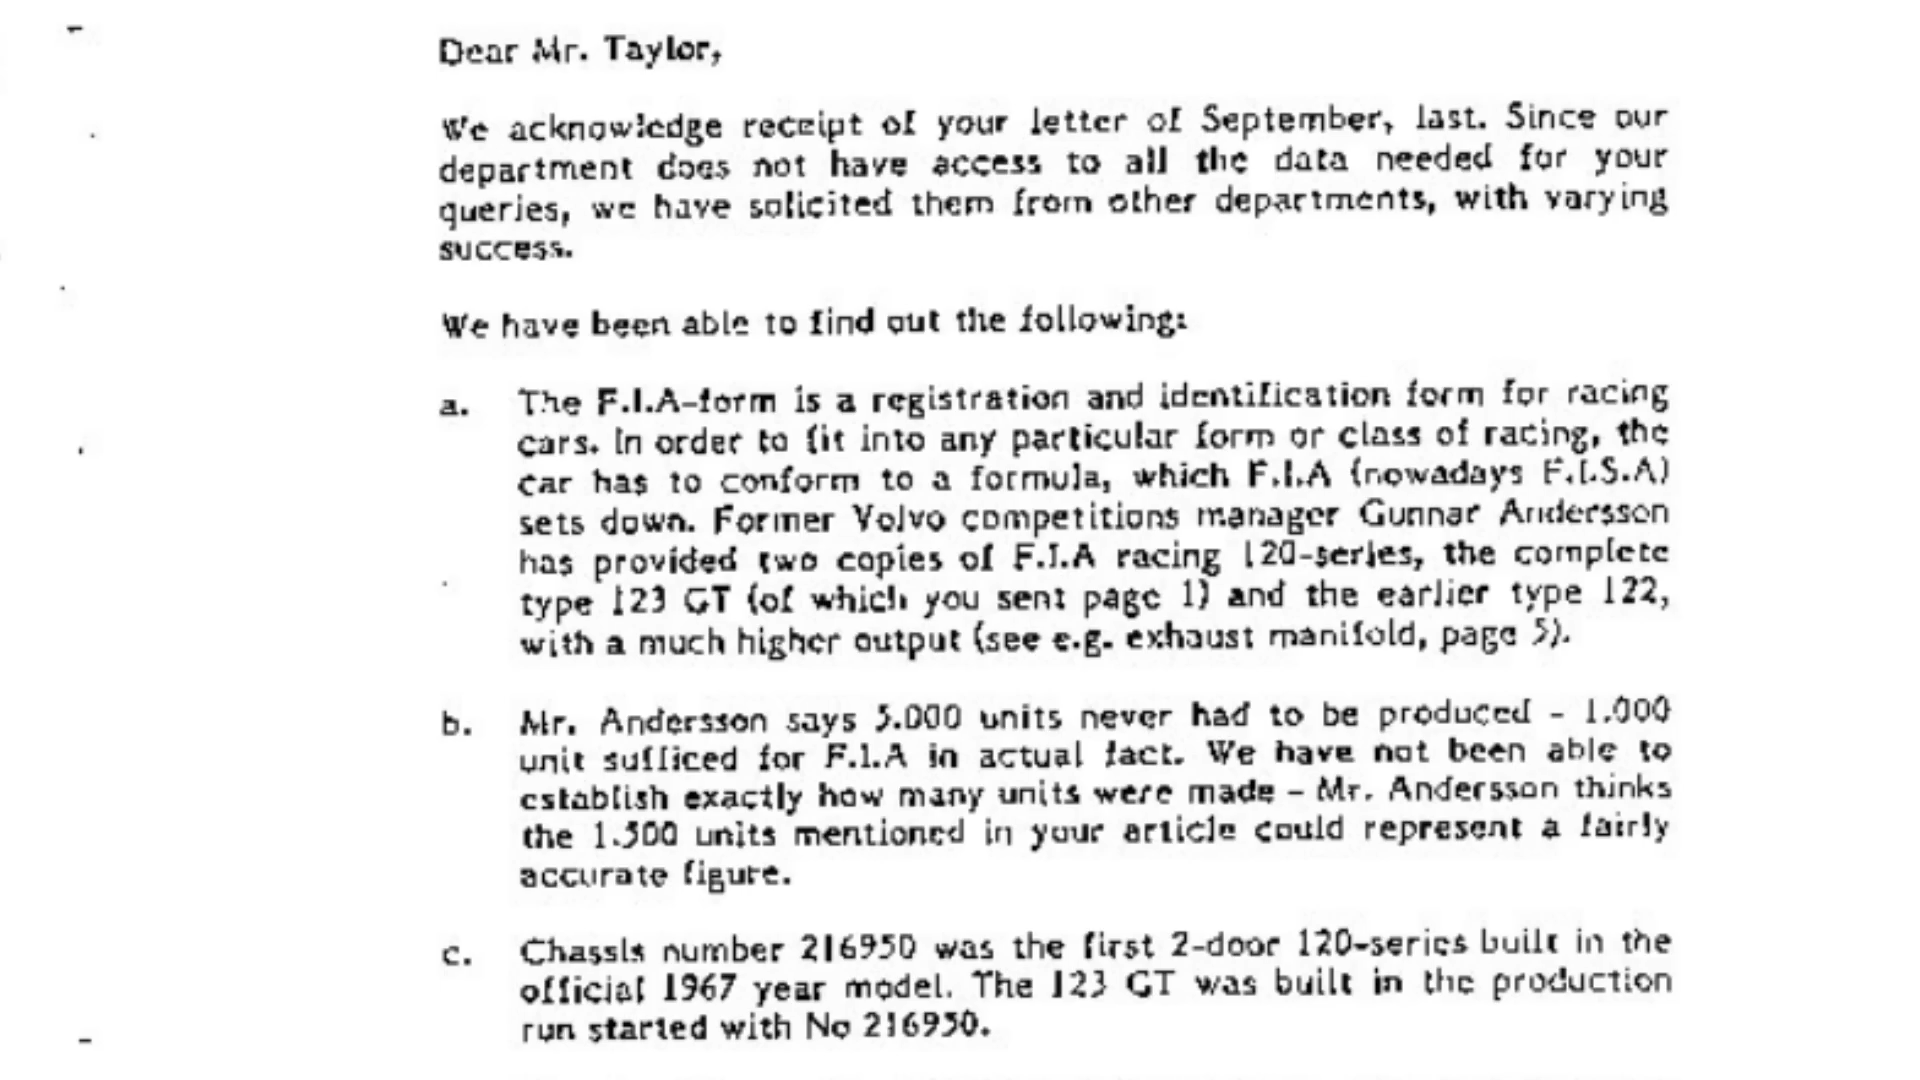 Dear Mr. Taylor,
We acknowledge receipt of your letter of September, last. Since our
department does not have access to all the data needed for your
queries, we have solicited them from other departments, with varying
success.
We have been able to find out the following:
a. The F.I.A-form is a registration and identification form for racing
cars. In order to fit into any particular form or class of racing, the
car has to conform to a formula, which F.I.A (nowadays F.I.S.A)
sets down. Former Volvo competitions manager Gunnar Andersson
has provided two copies of F.I.A racing 120-series, the complete
type 123 GT (of which you sent page 1) and the earlier type 122,
with a much higher output (see e.g. exhaust manifold, page 5).
b. Mr. Andersson says 5.000 units never had to be produced - 1.000
unit sufficed for F.I.A in actual fact. We have not been able to
establish exactly how many units were made - Mr. Andersson thinks
the 1.500 units mentioned in your article could represent a fairly
accurate figure.
c. Chassis number 216950 was the first 2-door 120-series built in the
official 1967 year model. The 123 GT was built in the production
run started with No 216950.